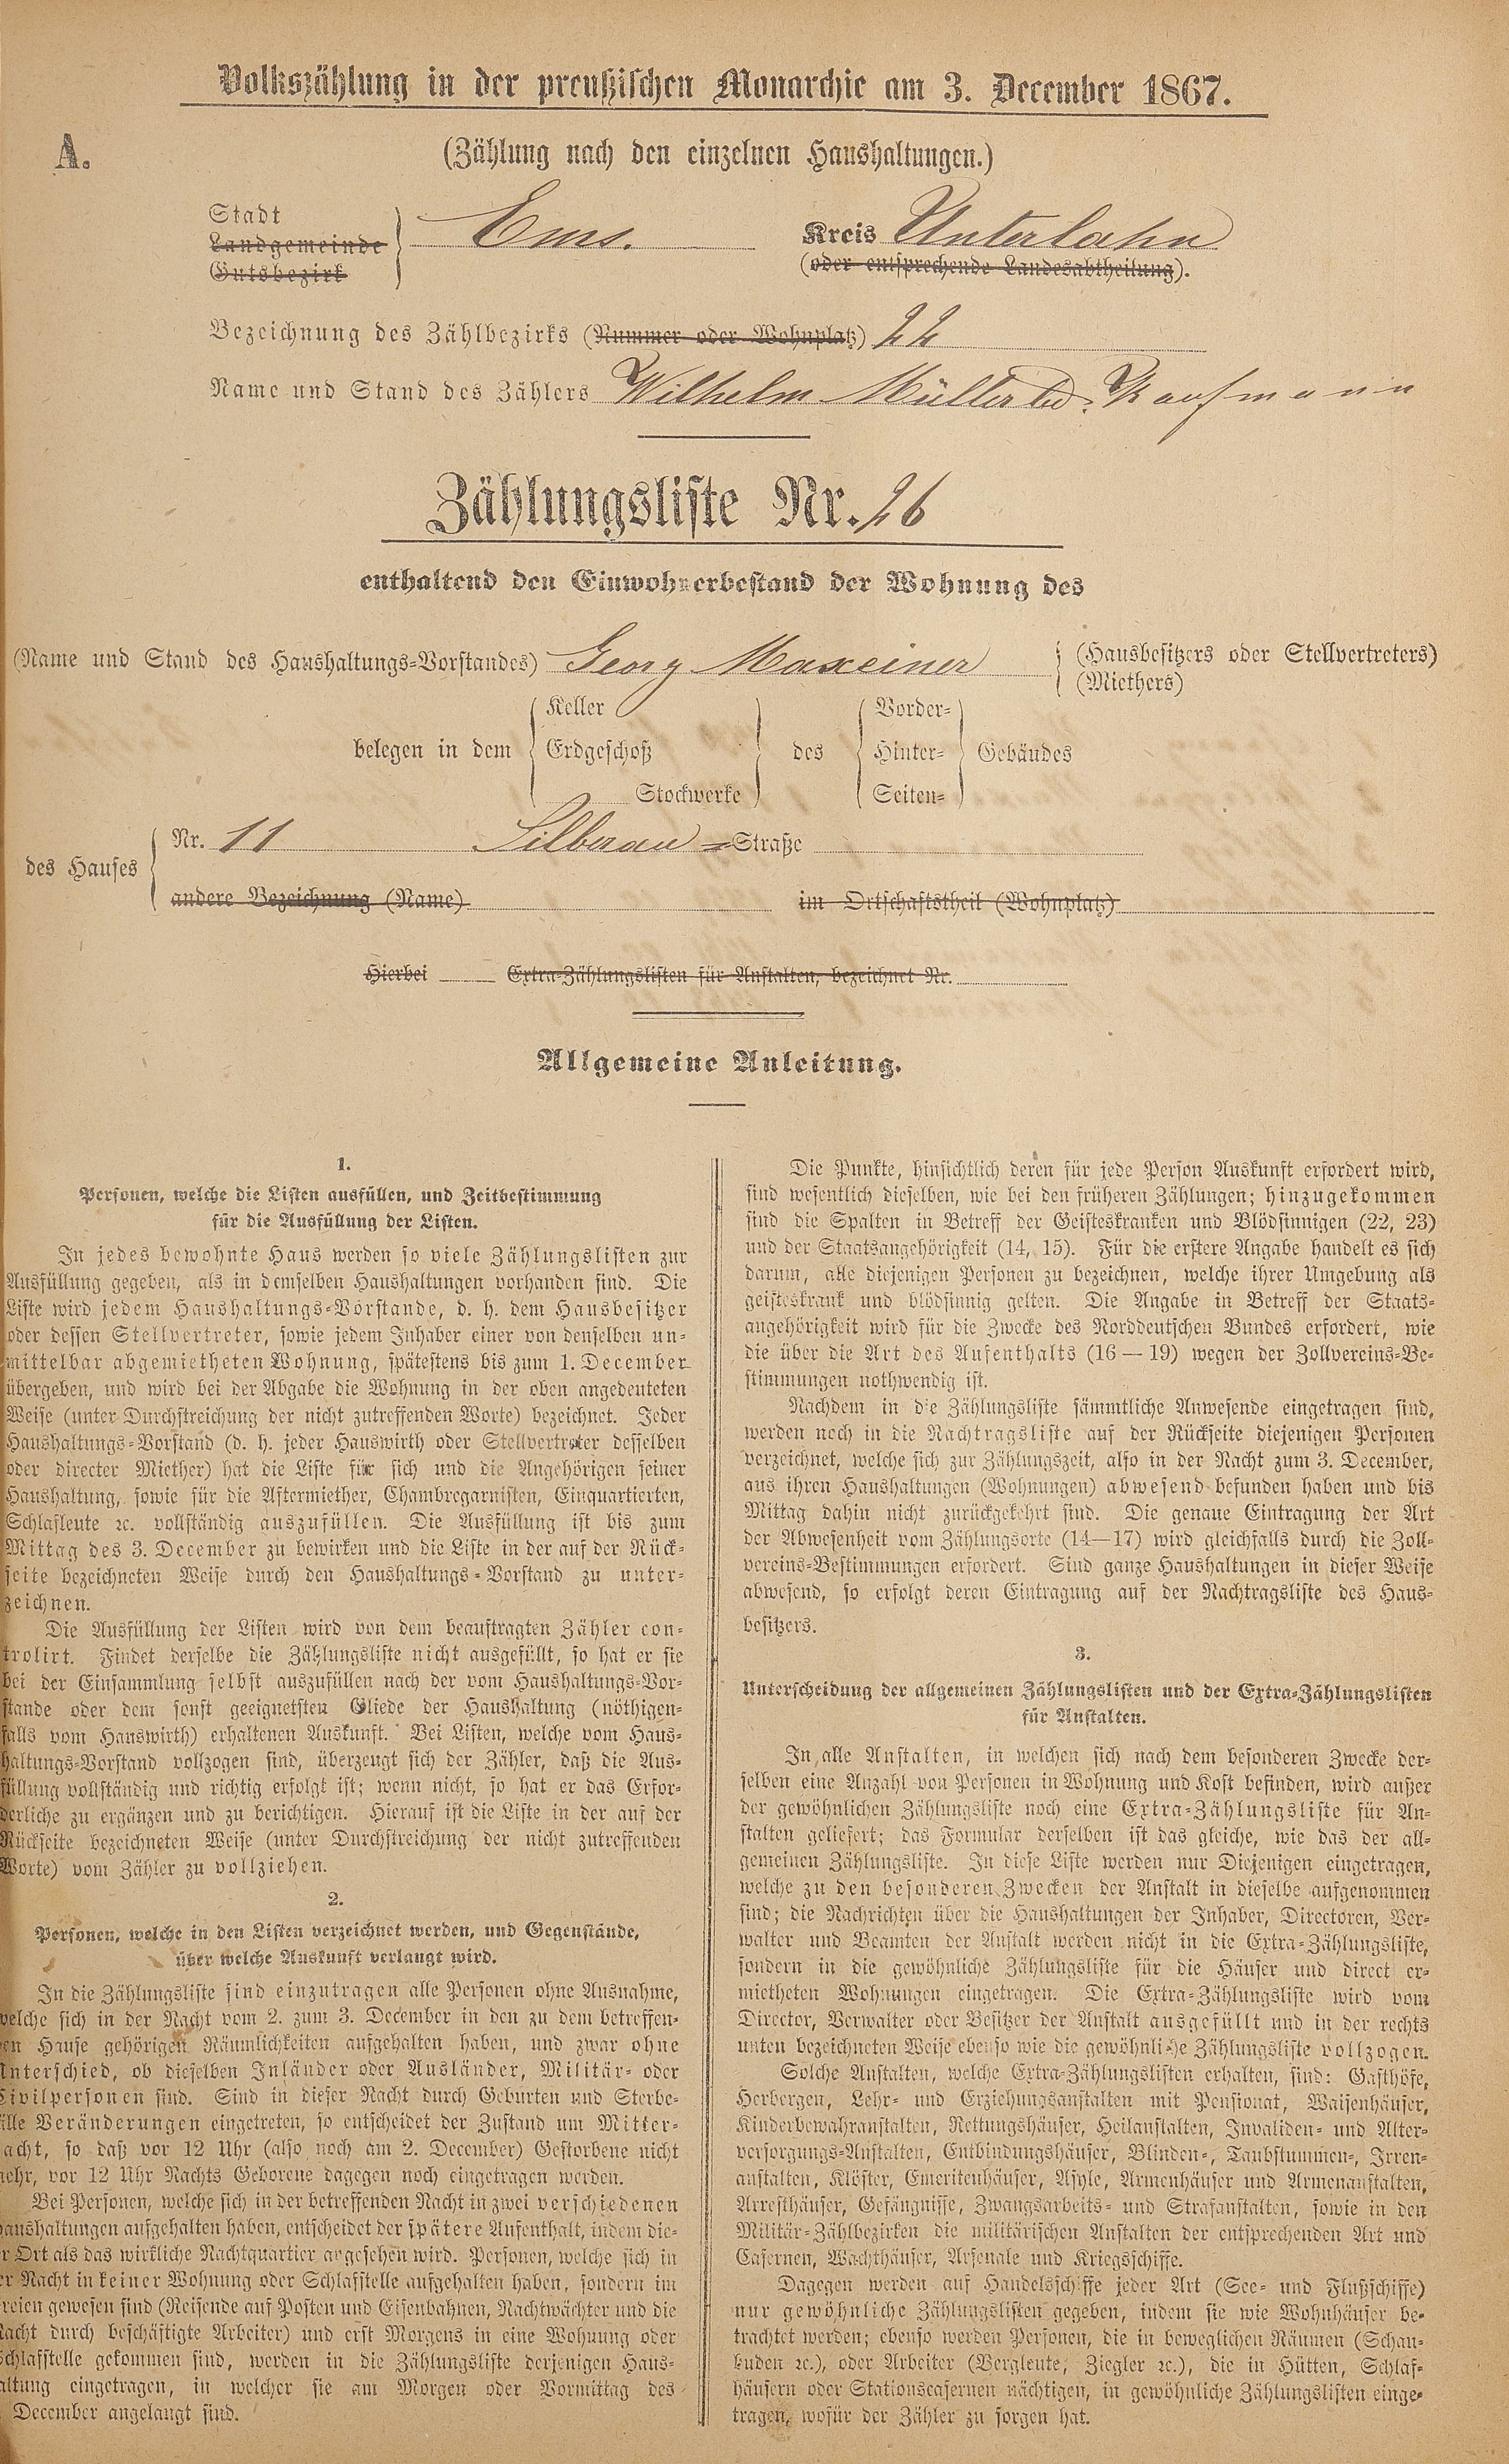 Volkszählung in der preußischen Monarchie am 3. December 1867.
A.
(Zählung nach den einzelnen Haushaltungen.)
Stadt
Landgemeinde
Gutsbezirk
Ems.
Kreis Unterlahn
(oder entsprechende Landesabtheilung).
Bezeichnung des Zählbezirks (Nummer oder Wohnplatz) 22
Name und Stand des Zählers Wilhelm Müller Kaufmann
Zählungsliste Nr. 26
enthaltend den Einwohnerbestand der Wohnung des
(Name und Stand des Haushaltungs-Vorstandes) Georg Maxeiner
(Hausbesitzers oder Stellvertreters)
(Miethers)
belegen in dem
Keller
Erdgeschoß
Stockwerke
des
Vorder-
Hinter-
Seiten-
Gebäudes
des Hauses
Nr. 11 Silberau = Straße
andere Bezeichnung (Name) im Ortschaftstheil (Wohnplatz)
Hierbei Extra-Zählungslisten für Anstalten, bezeichnet Nr.
Allgemeine Anleitung.
1.
Personen, welche die Listen ausfüllen, und Zeitbestimmung
für die Ausfüllung der Listen.
In jedes bewohnte Haus werden so viele Zählungslisten zur
Ausfüllung gegeben, als in demselben Haushaltungen vorhanden sind. Die
Liste wird jedem Haushaltungs-Vorstande, d. h. dem Hausbesitzer
oder dessen Stellvertreter, sowie jedem Inhaber einer von denselben un-
mittelbar abgemietheten Wohnung, spätestens bis zum 1. December
übergeben, und wird bei der Abgabe die Wohnung in der oben angedeuteten
Weise (unter Durchstreichung der nicht zutreffenden Worte) bezeichnet. Jeder
Haushaltungs-Vorstand (d. h. jeder Hauswirth oder Stellvertreter desselben
oder directer Miether) hat die Liste für sich und die Angehörigen seiner
Haushaltung, sowie für die Aftermiether, Chambregarnisten, Einquartierten,
Schlafleute ꝛc. vollständig auszufüllen. Die Ausfüllung ist bis zum
Mittag des 3. December zu bewirken und die Liste in der auf der Rück-
seite bezeichneten Weise durch den Haushaltungs-Vorstand zu unter-
zeichnen.
Die Ausfüllung der Listen wird von dem beauftragten Zähler con-
trolirt. Findet derselbe die Zählungsliste nicht ausgefüllt, so hat er sie
bei der Einsammlung selbst auszufüllen nach der vom Haushaltungs-Vor-
stande oder dem sonst geeignetsten Gliede der Haushaltung (nöthigen-
falls vom Hauswirth) erhaltenen Auskunft. Bei Listen, welche vom Haus-
haltungs-Vorstand vollzogen sind, überzeugt sich der Zähler, daß die Aus-
füllung vollständig und richtig erfolgt ist; wenn nicht, so hat er das Erfor-
derliche zu ergänzen und zu berichtigen. Hierauf ist die Liste in der auf der
Rückseite bezeichneten Weise (unter Durchstreichung der nicht zutreffenden
Worte) vom Zähler zu vollziehen.
2.
Personen, welche in den Listen verzeichnet werden, und Gegenstände,
über welche Auskunft verlangt wird.
In die Zählungsliste sind einzutragen alle Personen ohne Ausnahme,
welche sich in der Nacht vom 2. zum 3. December in den zu dem betreffen-
en Hause gehörigen Räumlichkeiten aufgehalten haben, und zwar ohne
Unterschied, ob dieselben Inländer oder Ausländer, Militär- oder
Civilpersonen sind. Sind in dieser Nacht durch Geburten und Sterbe-
älle Veränderungen eingetreten, so entscheidet der Zustand um Mitter-
acht, so daß vor 12 Uhr (also noch am 2. December) Gestorbene nicht
mehr, vor 12 Uhr Nachts Geborene dagegen noch eingetragen werden.
Bei Personen, welche sich in der betreffenden Nacht in zwei verschiedenen
Haushaltungen aufgehalten haben, entscheidet der spätere Aufenthalt, indem die-
r Ort als das wirkliche Nachtquartier angesehen wird. Personen, welche sich in
er Nacht in keiner Wohnung oder Schlafstelle aufgehalten haben, sondern im
reien gewesen sind (Reisende auf Posten und Eisenbahnen, Nachtwächter und die
Nacht durch beschäftigte Arbeiter) und erst Morgens in eine Wohnung oder
Schlafstelle gekommen sind, werden in die Zählungsliste derjenigen Haus-
altung eingetragen, in welcher sie am Morgen oder Vormittag des
December angelangt sind.
Die Punkte, hinsichtlich deren für jede Person Auskunft erfordert wird,
sind wesentlich dieselben, wie bei den früheren Zählungen; hinzugekommen
sind die Spalten in Betreff der Geisteskranken und Blödsinnigen (22, 23)
und der Staatsangehörigkeit (14, 15). Für die erstere Angabe handelt es sich
darum, alle diejenigen Personen zu bezeichnen, welche ihrer Umgebung als
geisteskrank und blödsinnig gelten. Die Angabe in Betreff der Staats-
angehörigkeit wird für die Zwecke des Norddeutschen Bundes erfordert, wie
die über die Art des Aufenthalts (16 — 19) wegen der Zollvereins-Be-
stimmungen nothwendig ist.
Nachdem in die Zählungsliste sämmtliche Anwesende eingetragen sind,
werden noch in die Nachtragsliste auf der Rückseite diejenigen Personen
verzeichnet, welche sich zur Zählungszeit, also in der Nacht zum 3. December,
aus ihren Haushaltungen (Wohnungen) abwesend befunden haben und bis
Mittag dahin nicht zurückgekehrt sind. Die genaue Eintragung der Art
der Abwesenheit vom Zählungsorte (14—17) wird gleichfalls durch die Zoll-
vereins-Bestimmungen erfordert. Sind ganze Haushaltungen in dieser Weise
abwesend, so erfolgt deren Eintragung auf der Nachtragsliste des Haus-
besitzers.
3.
Unterscheidung der allgemeinen Zählungslisten und der Extra-Zählungslisten
für Anstalten.
In alle Anstalten, in welchen sich nach dem besonderen Zwecke der-
selben eine Anzahl von Personen in Wohnung und Kost befinden, wird außer
der gewöhnlichen Zählungsliste noch eine Extra-Zählungsliste für An-
stalten geliefert; das Formular derselben ist das gleiche, wie das der all-
gemeinen Zählungsliste. In diese Liste werden nur Diejenigen eingetragen,
welche zu den besonderen Zwecken der Anstalt in dieselbe aufgenommen
sind; die Nachrichten über die Haushaltungen der Inhaber, Directoren, Ver-
walter und Beamten der Anstalt werden nicht in die Extra-Zählungsliste,
sondern in die gewöhnliche Zählungsliste für die Häuser und direct er-
mietheten Wohnungen eingetragen. Die Extra-Zählungsliste wird vom
Director, Verwalter oder Besitzer der Anstalt ausgefüllt und in der rechts
unten bezeichneten Weise ebenso wie die gewöhnliche Zählungsliste vollzogen.
Solche Anstalten, welche Extra-Zählungslisten erhalten, sind: Gasthöfe,
Herbergen, Lehr- und Erziehungsanstalten mit Pensionat, Waisenhäuser,
Kinderbewahranstalten, Rettungshäuser, Heilanstalten, Invaliden- und Alter-
versorgungs-Anstalten, Entbindungshäuser, Blinden-, Taubstummen-, Irren-
anstalten, Klöster, Emeritenhäuser, Asyle, Armenhäuser und Armenanstalten,
Arresthäuser, Gefängnisse, Zwangsarbeits- und Strafanstalten, sowie in den
Militär-Zählbezirken die militärischen Anstalten der entsprechenden Art und
Casernen, Wachthäuser, Arsenale und Kriegsschiffe.
Dagegen werden auf Handelsschiffe jeder Art (See- und Flußschiffe)
nur gewöhnliche Zählungslisten gegeben, indem sie wie Wohnhäuser be-
trachtet werden; ebenso werden Personen, die in beweglichen Räumen (Schau-
buden ꝛc.), oder Arbeiter (Bergleute, Ziegler ꝛc.), die in Hütten, Schlaf-
häusern oder Stationscasernen nächtigen, in gewöhnliche Zählungslisten einge-
tragen, wofür der Zähler zu sorgen hat.